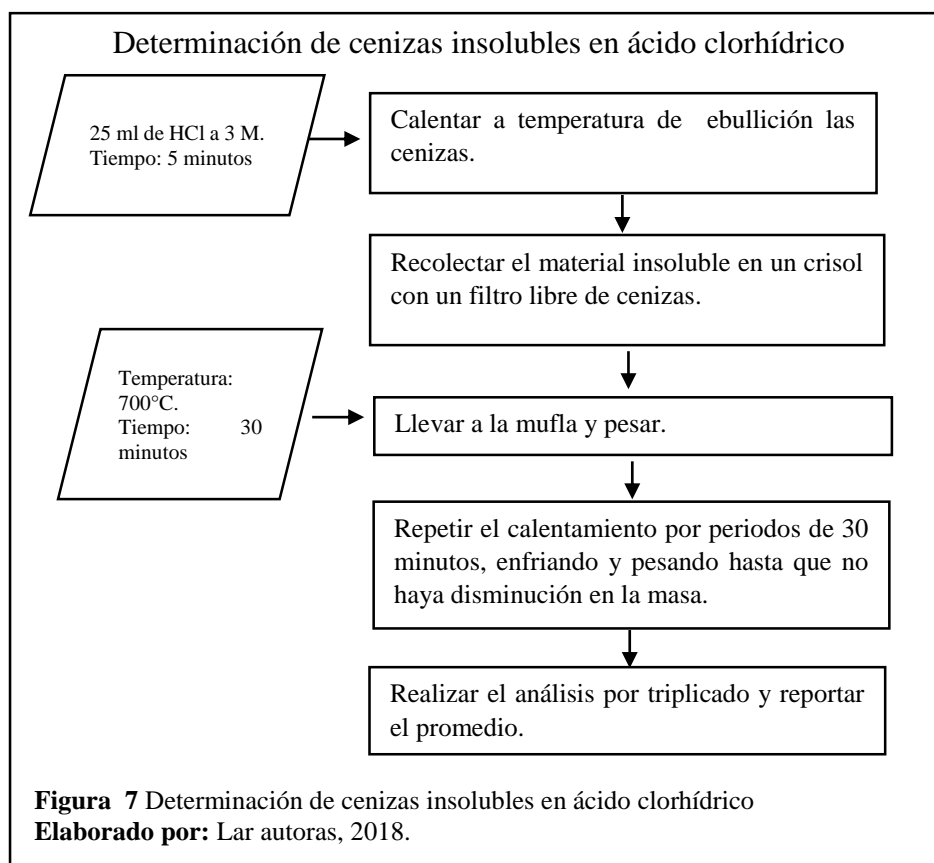 Determinación de cenizas insolubles en ácido clorhídrico
25 ml de HCl a 3 M.
Tiempo: 5 minutos
Calentar a temperatura de ebullición las
cenizas.
Recolectar el material insoluble en un crisol
con un filtro libre de cenizas.
Temperatura:
700°C.
Tiempo: 30
minutos
Llevar a la mufla y pesar.
Repetir el calentamiento por periodos de 30
minutos, enfriando y pesando hasta que no
haya disminución en la masa.
Realizar el análisis por triplicado y reportar
el promedio.
Figura 7 Determinación de cenizas insolubles en ácido clorhídrico
Elaborado por: Lar autoras, 2018.